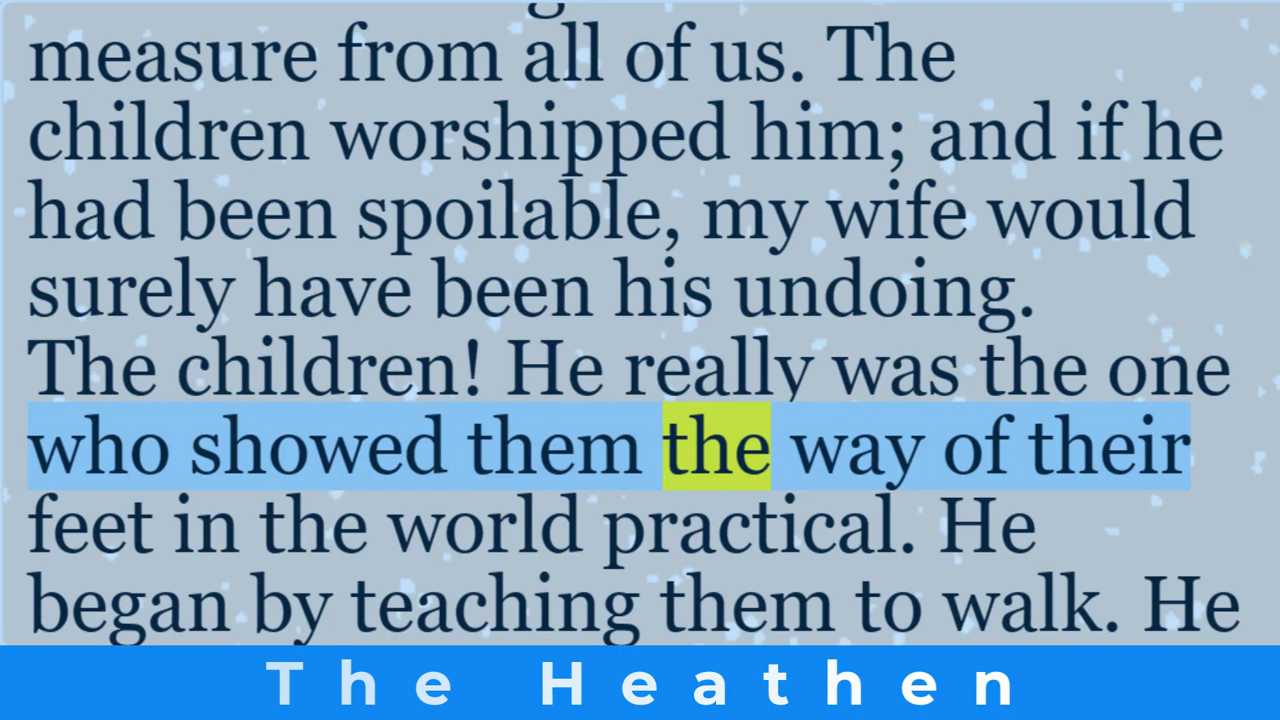 measure from all of us. The
children worshipped him; and if he
had been spoilable, my wife would
surely have been his undoing.
The children! He really was the one
who showed them the way of their
feet in the world practical. He
began by teaching them to walk. He
The Heathen